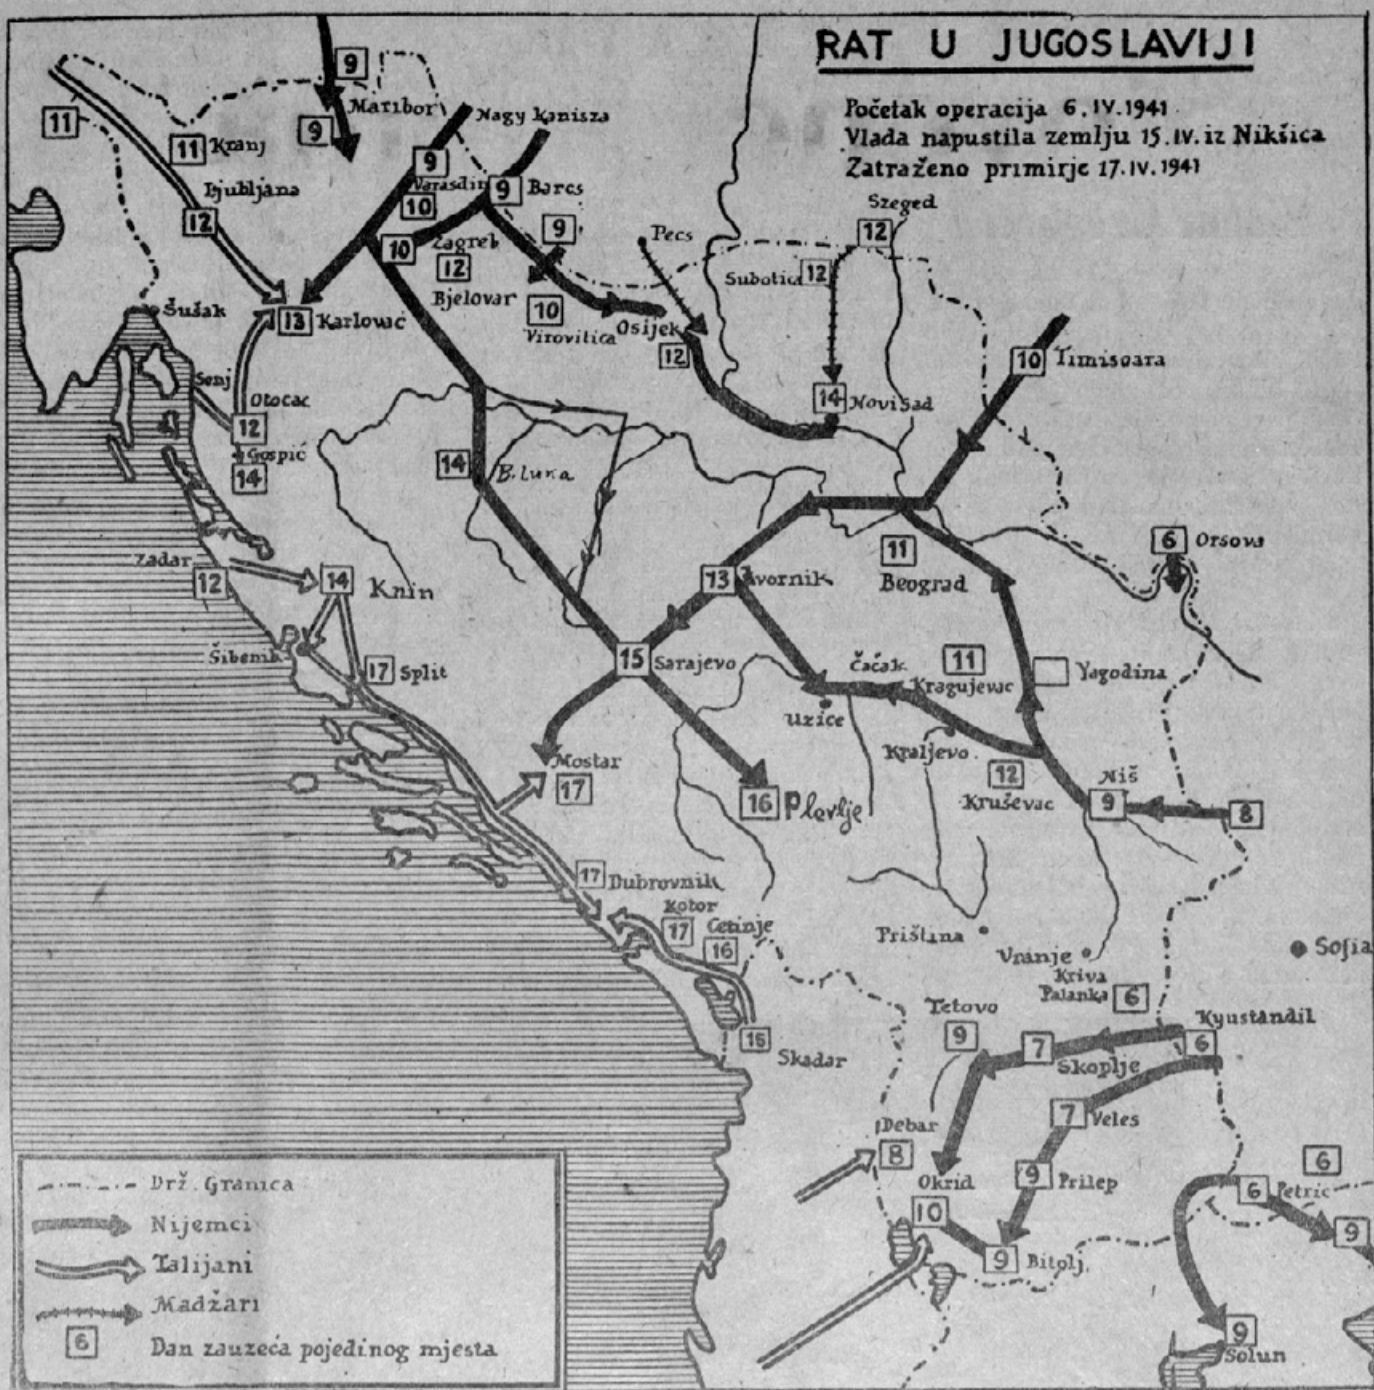 RAT U JUGOSLAVIJI
Početak operacija 6.IV.1941
Vlada napustila zemlju 15.IV. iz Nikšica
Zatraženo primirje 17.IV.1941
9
Maribor
9
11
11
Kranj
Ljubljana
12
Nagy Kanisza
9
Varasdin
10
9
Barcs
10
Zagreb
12
Bjelovar
9
10
Virovitica
Pecs
Szeged
12
Subotica
12
Osijek
12
Šušak
13
Karlovac
Senj
Otocac
12
Gospić
14
14
Novi Sad
10
Timisoara
14
B. Luka
6
Orsova
11
Beograd
13
Zvornik
Zadar
12
14
Knin
Šibenik
17
Split
15
Sarajevo
Čačak
11
Kragujevac
Yagodina
Uzice
Kraljevo
12
Kruševac
Niš
9
8
Mostar
17
16
Plevlje
17
Dubrovnik
Kotor
17
Cetinje
16
16
Skadar
Priština
Vranje
Kriva
Palanka
6
Sofia
Tetovo
9
7
Skoplje
Kyustandil
6
7
Veles
Debar
8
Okrid
10
9
Prilep
9
Bitolj
6
6
Petric
9
9
Solun
Drž. Granica
Nijemci
Talijani
Madžari
6
Dan zauzeća pojedinog mjesta